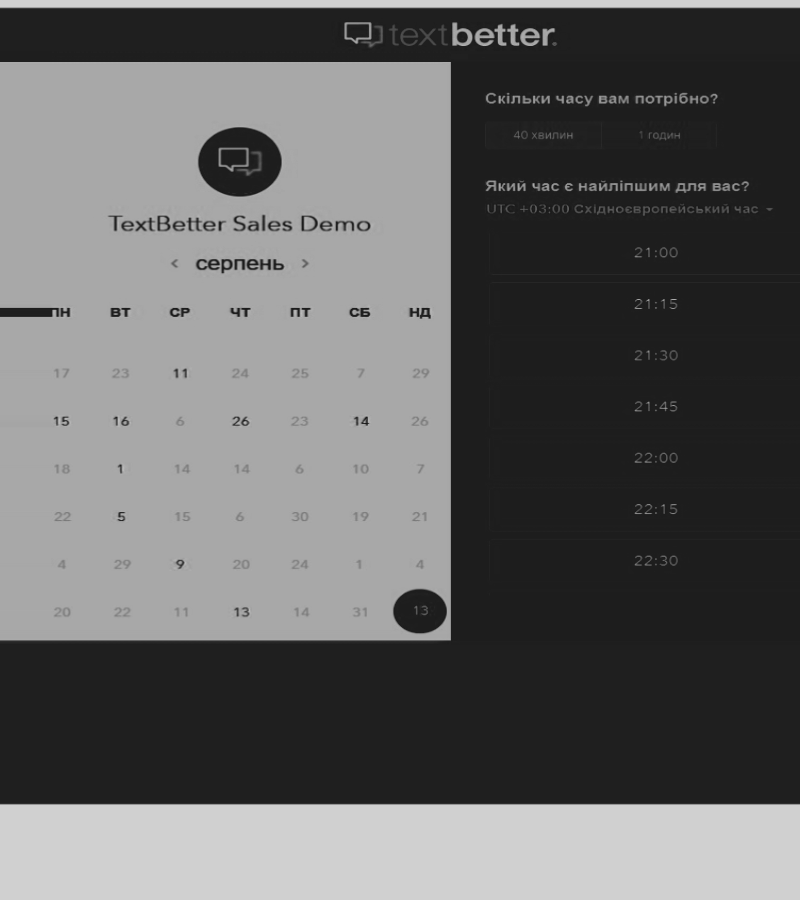 textbetter.
TextBetter Sales Demo
< серпень >
ПН ВТ СР ЧТ ПТ СБ НД
17 23 11 24 25 7 29
15 16 6 26 23 14 26
18 1 14 14 6 10 7
22 5 15 6 30 19 21
4 29 9 20 24 1 4
20 22 11 13 14 31 13
Скільки часу вам потрібно?
40 хвилин 1 годин
Який час є найліпшим для вас?
UTC +03:00 Східноєвропейський час
21:00
21:15
21:30
21:45
22:00
22:15
22:30